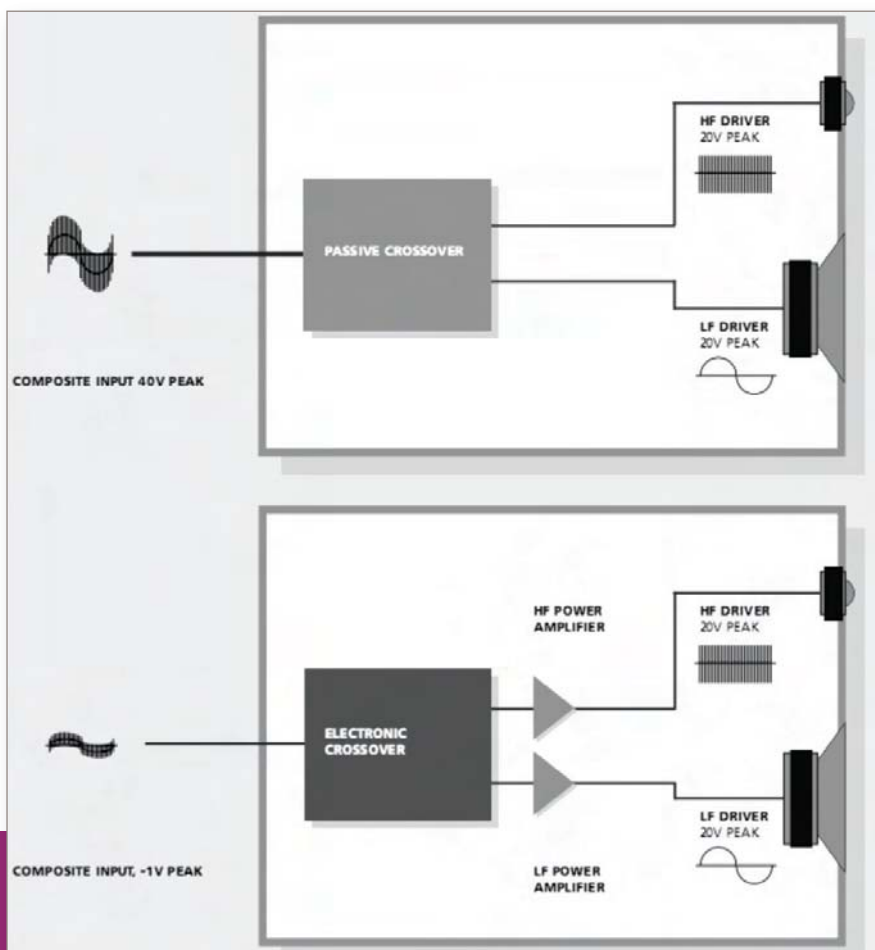 HF DRIVER
20V PEAK
PASSIVE CROSSOVER
LF DRIVER
20V PEAK
COMPOSITE INPUT 40V PEAK
HF POWER
AMPLIFIER
HF DRIVER
20V PEAK
ELECTRONIC
CROSSOVER
LF DRIVER
20V PEAK
COMPOSITE INPUT, ~1V PEAK
LF POWER
AMPLIFIER